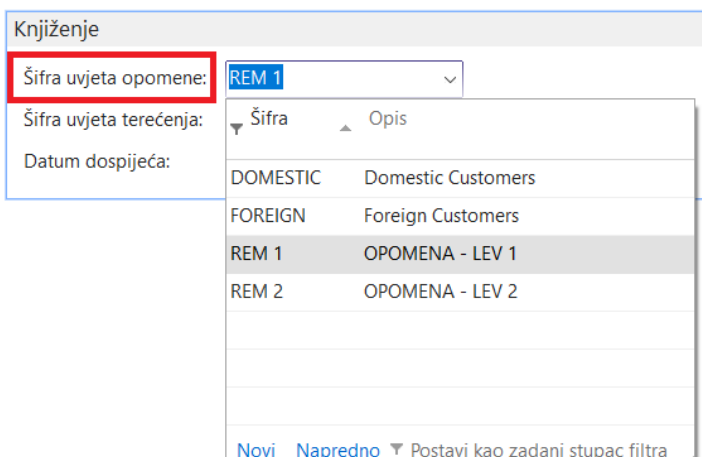 Knjiženje
Šifra uvjeta opomene: REM 1
Šifra uvjeta terećenja:
Datum dospijeća:
Šifra Opis
DOMESTIC Domestic Customers
FOREIGN Foreign Customers
REM 1 OPOMENA - LEV 1
REM 2 OPOMENA - LEV 2
Novi Napredno Postavi kao zadani stupac filtra